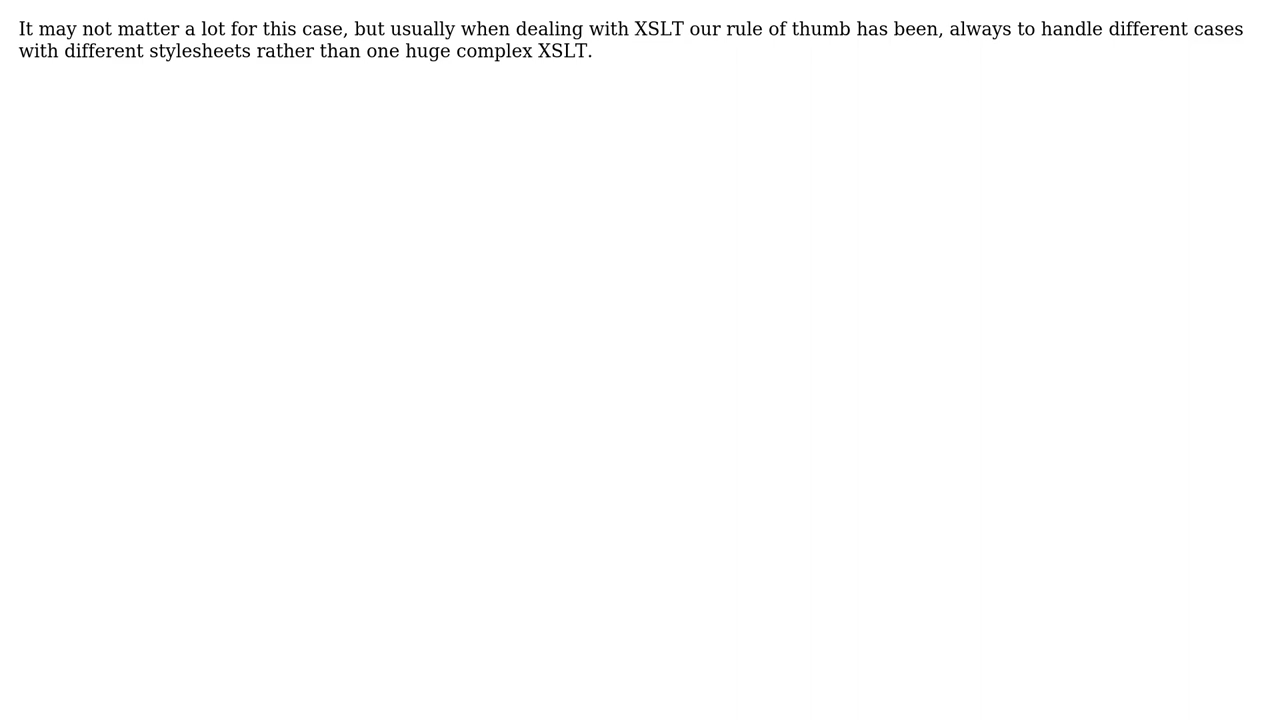 It may not matter a lot for this case, but usually when dealing with XSLT our rule of thumb has been, always to handle different cases
with different stylesheets rather than one huge complex XSLT.